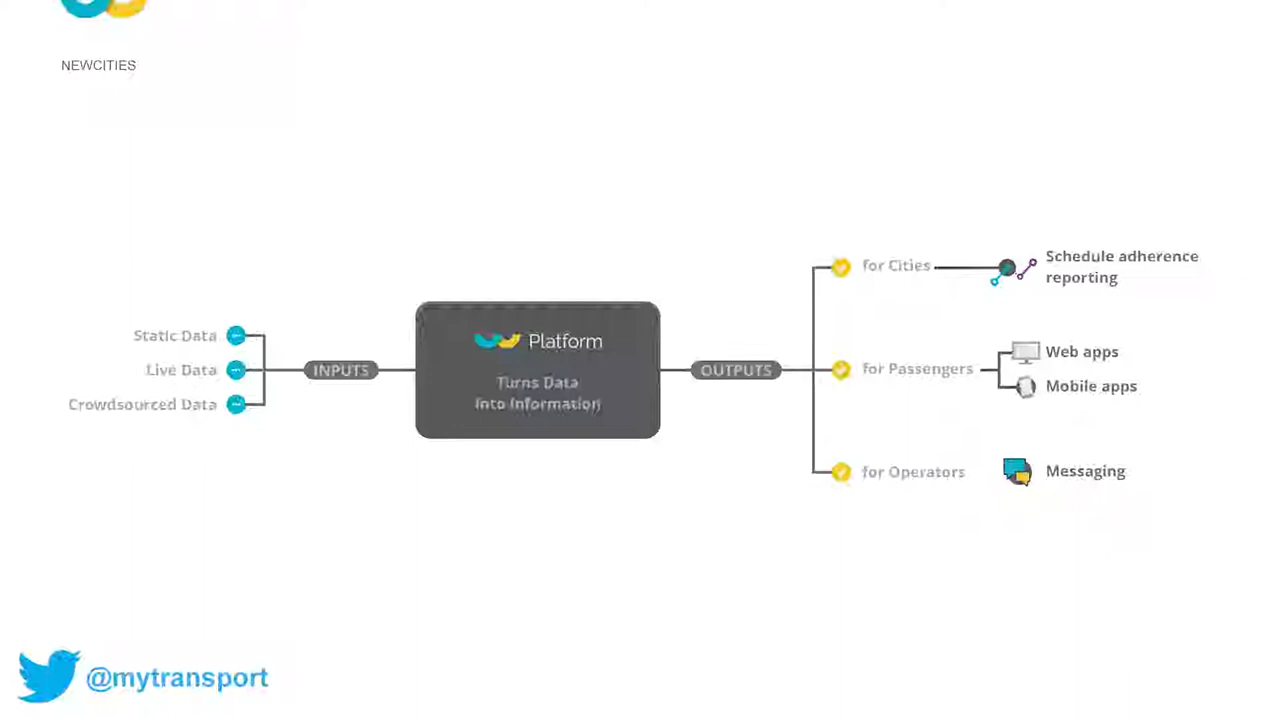 NEWCITIES
Static Data
Live Data
Crowdsourced Data
INPUTS
Platform
Turns Data
into Information
OUTPUTS
for Cities
Schedule adherence
reporting
for Passengers
Web apps
Mobile apps
for Operators
Messaging
@mytransport